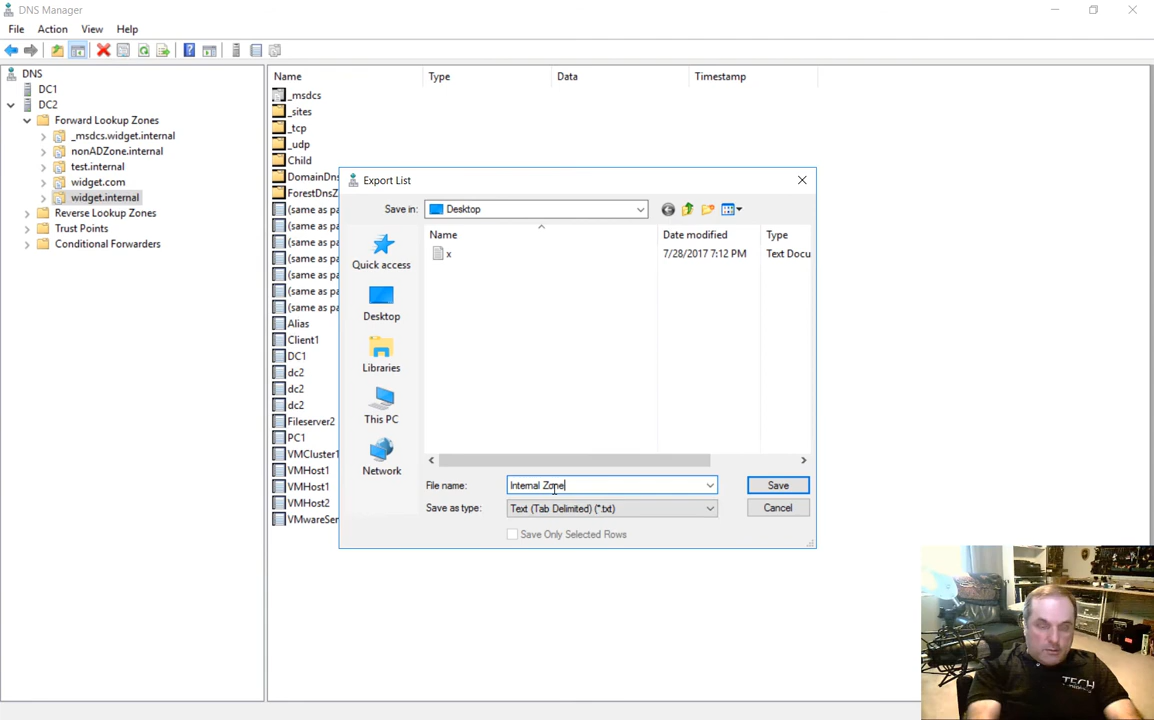 DNS Manager
File Action View Help
DNS
DC1
DC2
Forward Lookup Zones
_msdcs.widget.internal
nonADZone.internal
test.internal
widget.com
widget.internal
Reverse Lookup Zones
Trust Points
Conditional Forwarders
Name Type Data Timestamp
_msdcs
_sites
_tcp
_udp
Child
DomainDns
ForestDnsZ
(same as pa
(same as pa
(same as pa
(same as pa
(same as pa
(same as pa
(same as pa
Alias
Client1
DC1
dc2
dc2
dc2
Fileserver2
PC1
VMCluster1
VMHost1
VMHost1
VMHost2
VMwareSer
Export List
Save in: Desktop
Quick access
Desktop
Libraries
This PC
Network
Name Date modified Type
x 7/28/2017 7:12 PM Text Docu
File name: Internal Zone
Save as type: Text (Tab Delimited) (*.txt)
Save Only Selected Rows
Save
Cancel
TECH